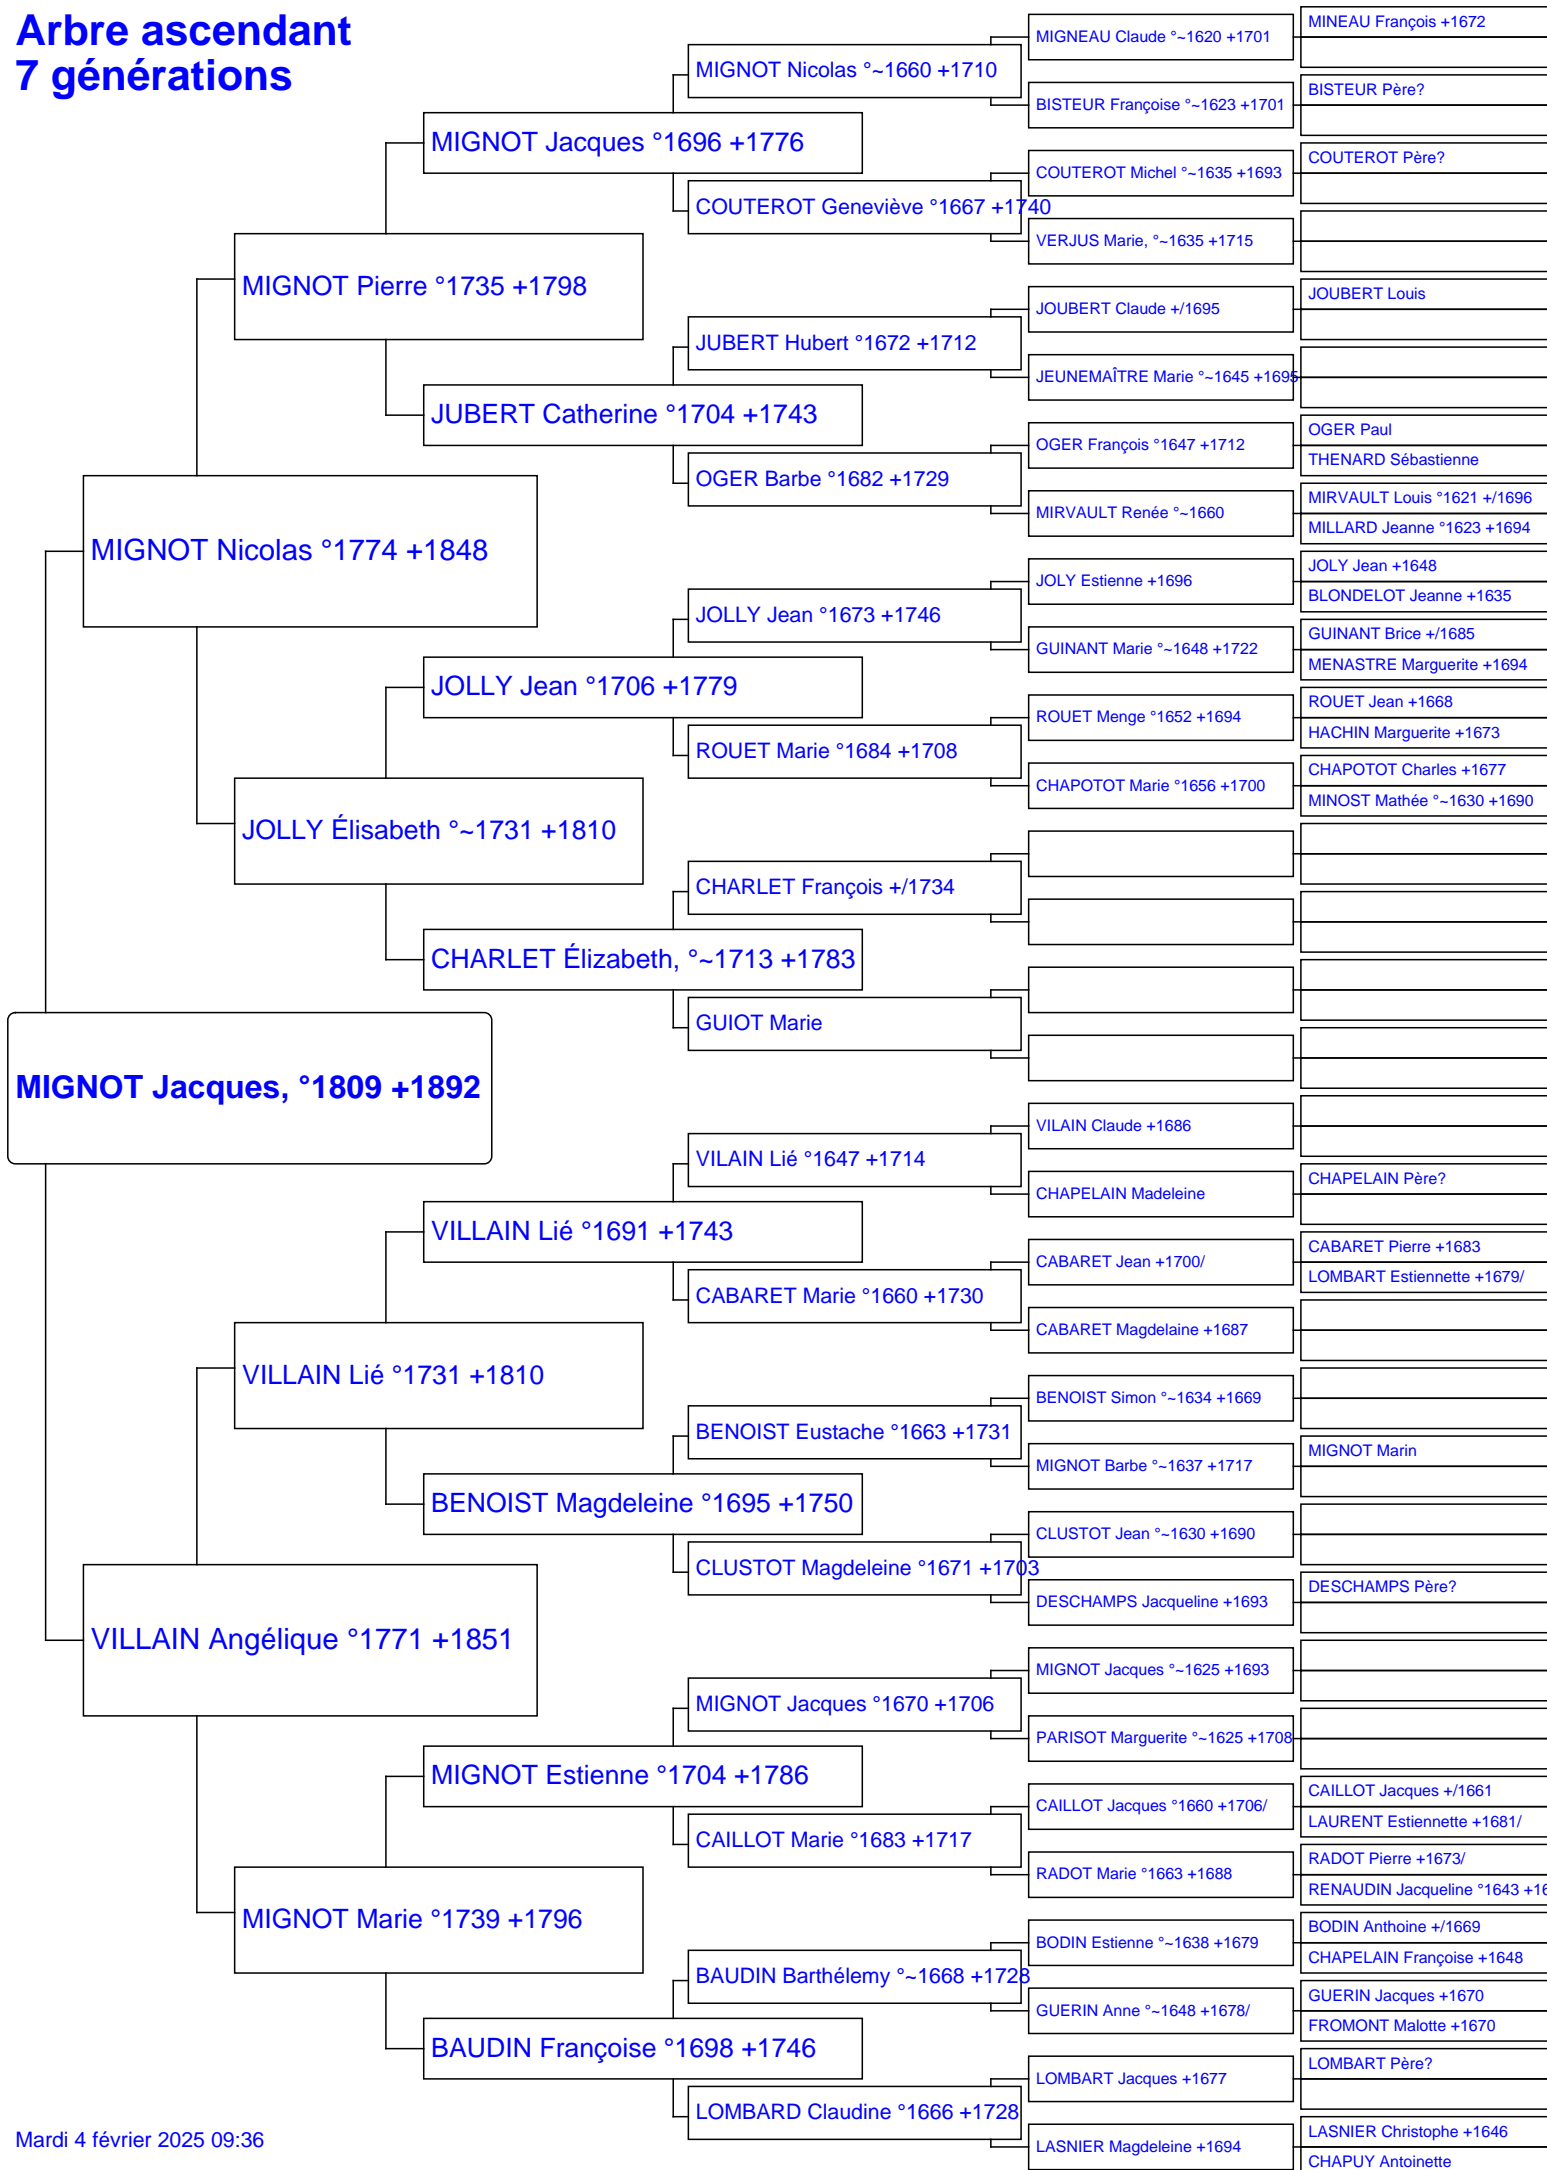 Arbre ascendant
7 générations
MIGNOT Jacques, °1809 +1892
MIGNOT Nicolas °1774 +1848
VILLAIN Angélique °1771 +1851
MIGNOT Pierre °1735 +1798
JOLLY Élisabeth °~1731 +1810
VILLAIN Lié °1731 +1810
MIGNOT Marie °1739 +1796
MIGNOT Jacques °1696 +1776
JUBERT Catherine °1704 +1743
JOLLY Jean °1706 +1779
CHARLET Élizabeth, °~1713 +1783
VILLAIN Lié °1691 +1743
BENOIST Magdeleine °1695 +1750
MIGNOT Estienne °1704 +1786
BAUDIN Françoise °1698 +1746
MIGNOT Nicolas °~1660 +1710
COUTEROT Geneviève °1667 +1740
JUBERT Hubert °1672 +1712
OGER Barbe °1682 +1729
JOLLY Jean °1673 +1746
ROUET Marie °1684 +1708
CHARLET François +/1734
GUIOT Marie
VILAIN Lié °1647 +1714
CABARET Marie °1660 +1730
BENOIST Eustache °1663 +1731
CLUSTOT Magdeleine °1671 +1703
MIGNOT Jacques °1670 +1706
CAILLOT Marie °1683 +1717
BAUDIN Barthélemy °~1668 +1728
LOMBARD Claudine °1666 +1728
MIGNEAU Claude °~1620 +1701
BISTEUR Françoise °~1623 +1701
COUTEROT Michel °~1635 +1693
VERJUS Marie, °~1635 +1715
JOUBERT Claude +/1695
JEUNEMAÎTRE Marie °~1645 +1695
OGER François °1647 +1712
MIRVAULT Renée °~1660
JOLY Estienne +1696
GUINANT Marie °~1648 +1722
ROUET Menge °1652 +1694
CHAPOTOT Marie °1656 +1700
VILAIN Claude +1686
CHAPELAIN Madeleine
CABARET Jean +1700/
CABARET Magdelaine +1687
BENOIST Simon °~1634 +1669
MIGNOT Barbe °~1637 +1717
CLUSTOT Jean °~1630 +1690
DESCHAMPS Jacqueline +1693
MIGNOT Jacques °~1625 +1693
PARISOT Marguerite °~1625 +1708
CAILLOT Jacques °1660 +1706/
RADOT Marie °1663 +1688
BODIN Estienne °~1638 +1679
GUERIN Anne °~1648 +1678/
LOMBART Jacques +1677
LASNIER Magdeleine +1694
MINEAU François +1672
BISTEUR Père?
COUTEROT Père?
JOUBERT Louis
OGER Paul
THENARD Sébastienne
MIRVAULT Louis °1621 +/1696
MILLARD Jeanne °1623 +1694
JOLY Jean +1648
BLONDELOT Jeanne +1635
GUINANT Brice +/1685
MENASTRE Marguerite +1694
ROUET Jean +1668
HACHIN Marguerite +1673
CHAPOTOT Charles +1677
MINOST Mathée °~1630 +1690
CHAPELAIN Père?
CABARET Pierre +1683
LOMBART Estiennette +1679/
MIGNOT Marin
DESCHAMPS Père?
CAILLOT Jacques +/1661
LAURENT Estiennette +1681/
RADOT Pierre +1673/
RENAUDIN Jacqueline °1643
BODIN Anthoine +/1669
CHAPELAIN Françoise +1648
GUERIN Jacques +1670
FROMONT Malotte +1670
LOMBART Père?
LASNIER Christophe +1646
CHAPUY Antoinette
Mardi 4 février 2025 09:36